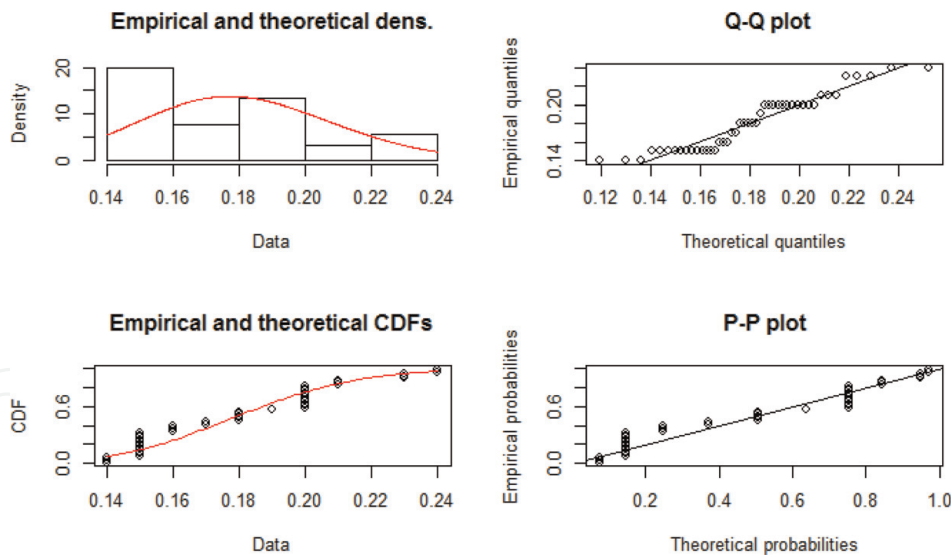 Empirical and theoretical dens.
Density
0 10 20
0.14 0.16 0.18 0.20 0.22 0.24
Data
Q-Q plot
Empirical quantiles
0.14 0.20
0.12 0.14 0.16 0.18 0.20 0.22 0.24
Theoretical quantiles
Empirical and theoretical CDFs
CDF
0.0 0.6
0.14 0.16 0.18 0.20 0.22 0.24
Data
P-P plot
Empirical probabilities
0.0 0.6
0.2 0.4 0.6 0.8 1.0
Theoretical probabilities